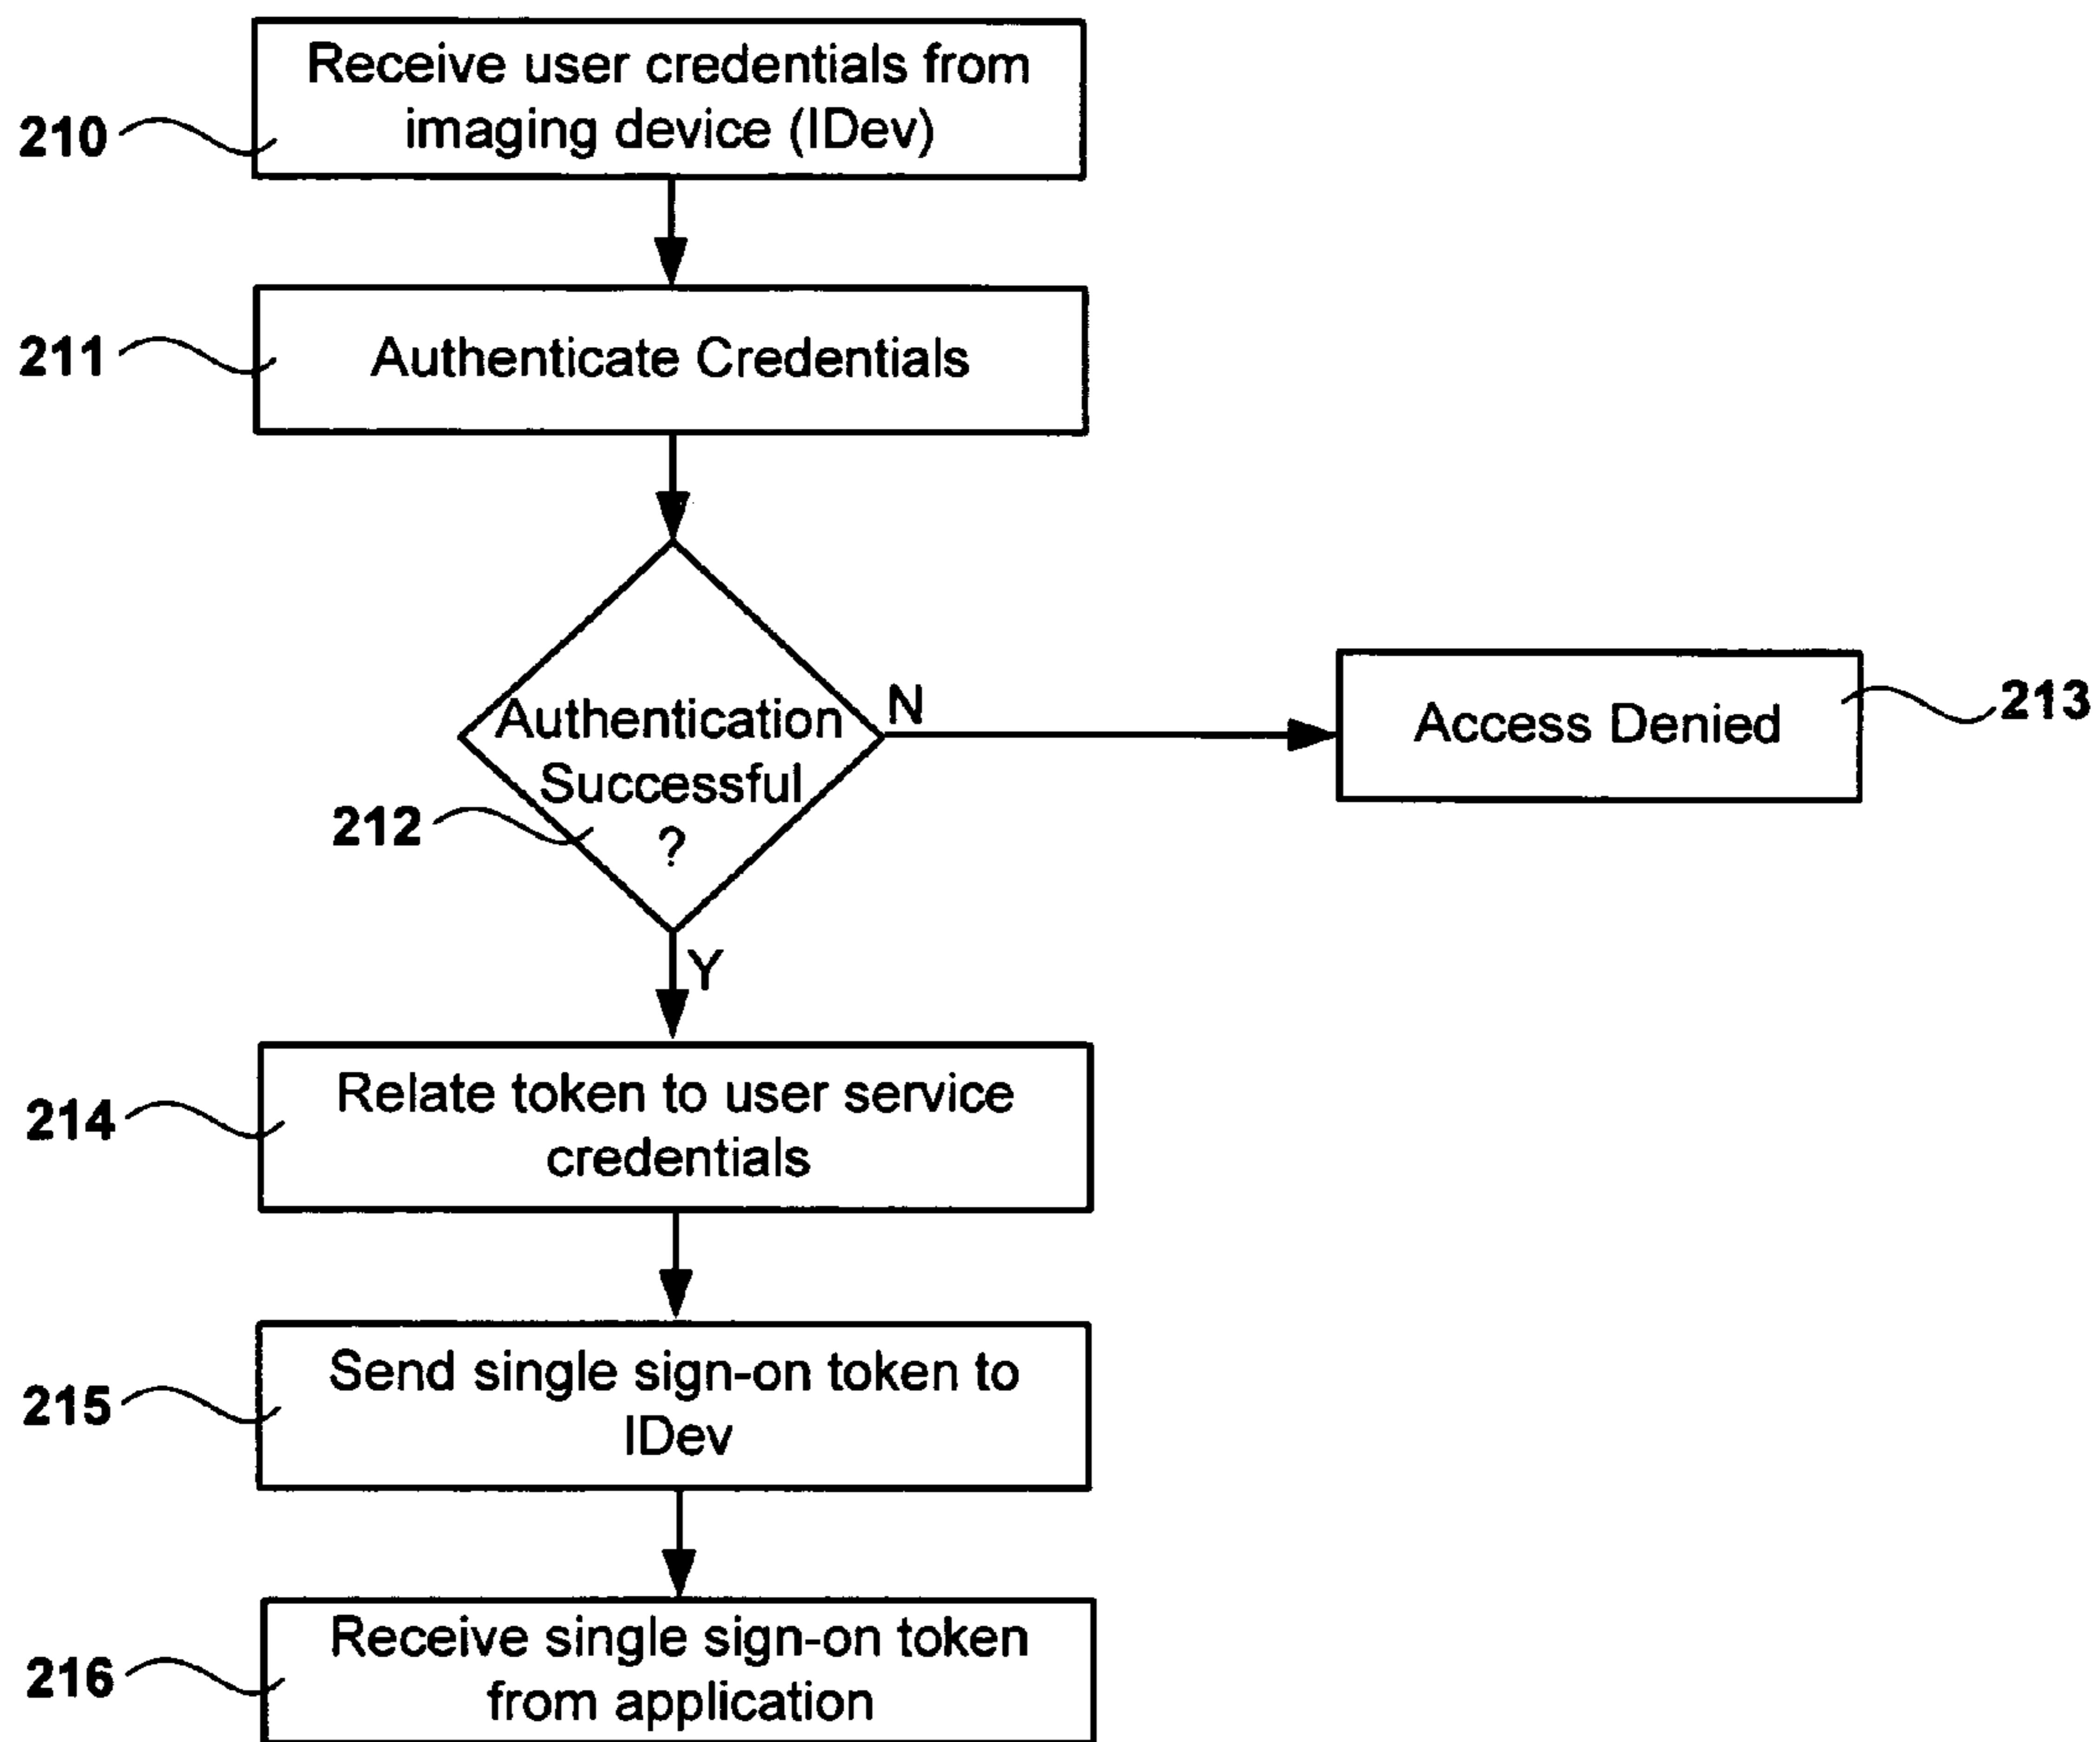 Receive user credentials from
imaging device (IDev)
210
Authenticate Credentials
211
Authentication
Successful
?
212
N
Access Denied
213
Y
Relate token to user service
credentials
214
Send single sign-on token to
IDev
215
Receive single sign-on token
from application
216